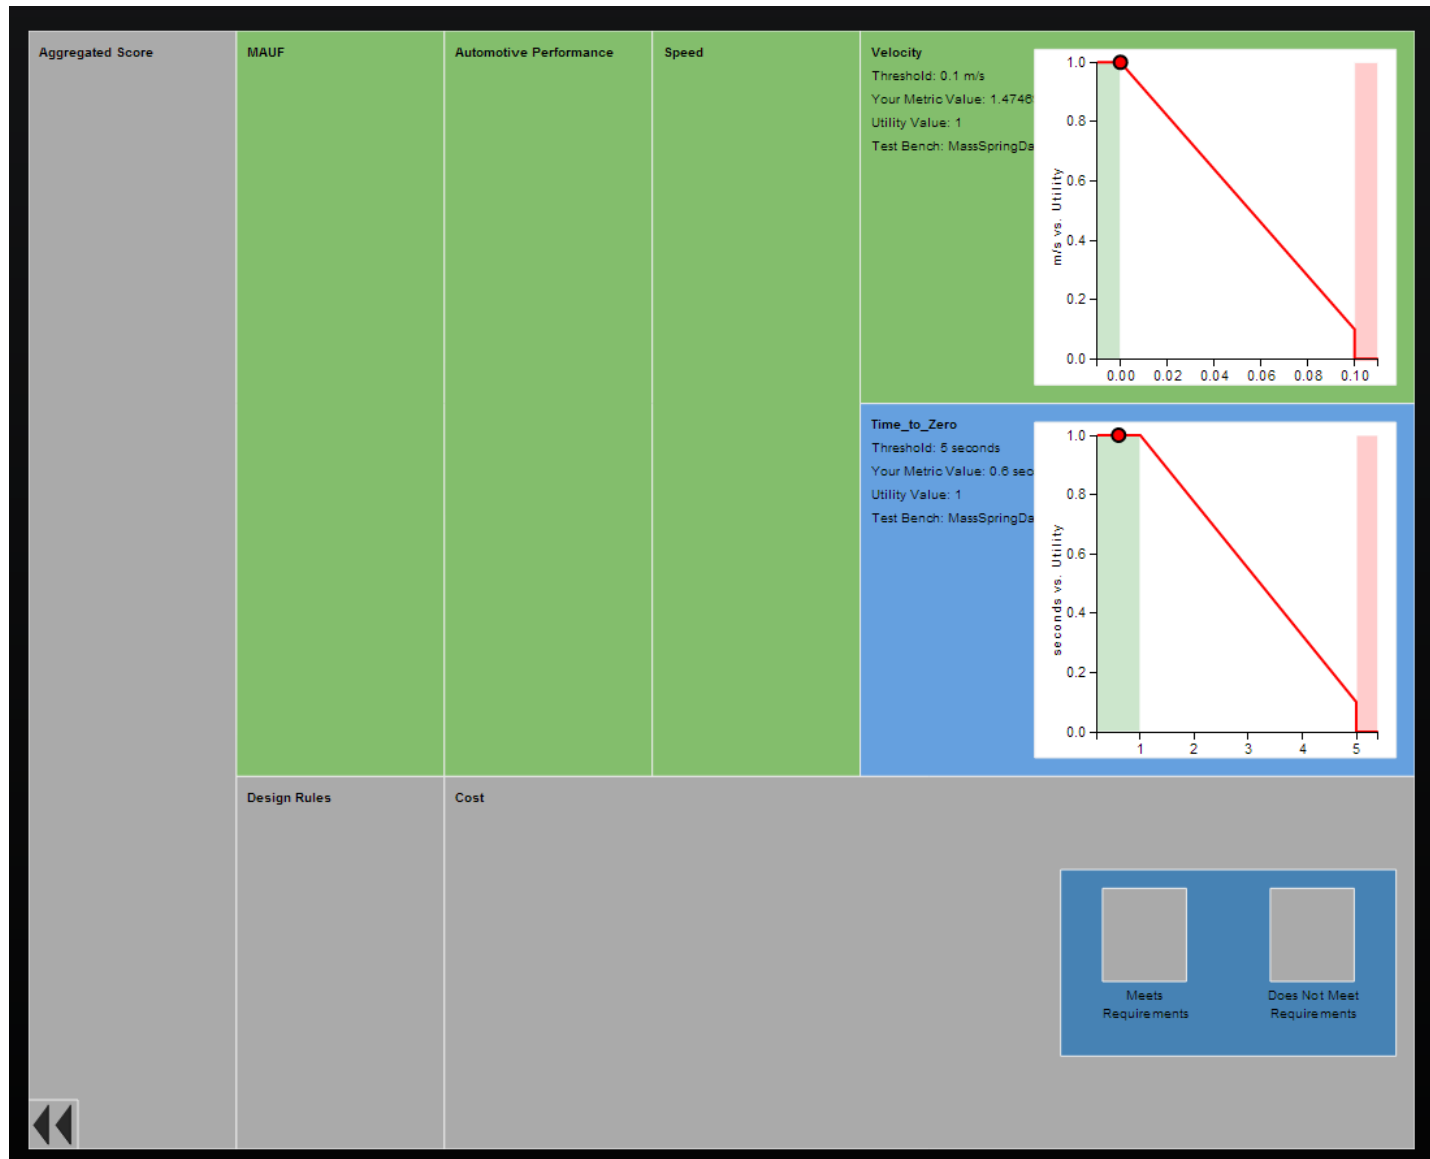 Aggregated Score
MAUF
Automotive Performance
Speed
Velocity
Threshold: 0.1 m/s
Your Metric Value: 1.4746
Utility Value: 1
Test Bench: MassSpringDa
m/s vs. Utility
1.0
0.8
0.6
0.4
0.2
0.0
0.00 0.02 0.04 0.06 0.08 0.10
Time_to_Zero
Threshold: 5 seconds
Your Metric Value: 0.6 sec
Utility Value: 1
Test Bench: MassSpringDa
seconds vs. Utility
1.0
0.8
0.6
0.4
0.2
0.0
1 2 3 4 5
Design Rules
Cost
Meets
Requirements
Does Not Meet
Requirements